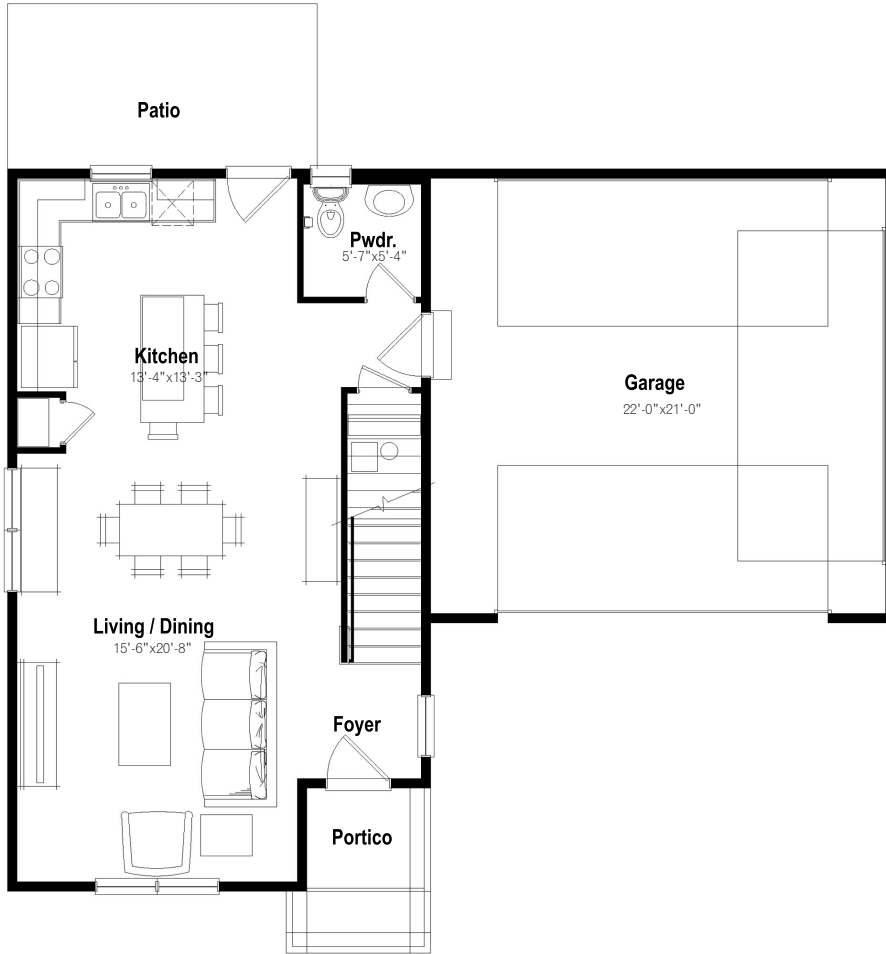 Patio
Pwdr.
5'-7"x5'-4"
Kitchen
13'-4"x13'-3"
Garage
22'-0"x21'-0"
Living / Dining
15'-6"x20'-8"
Foyer
Portico